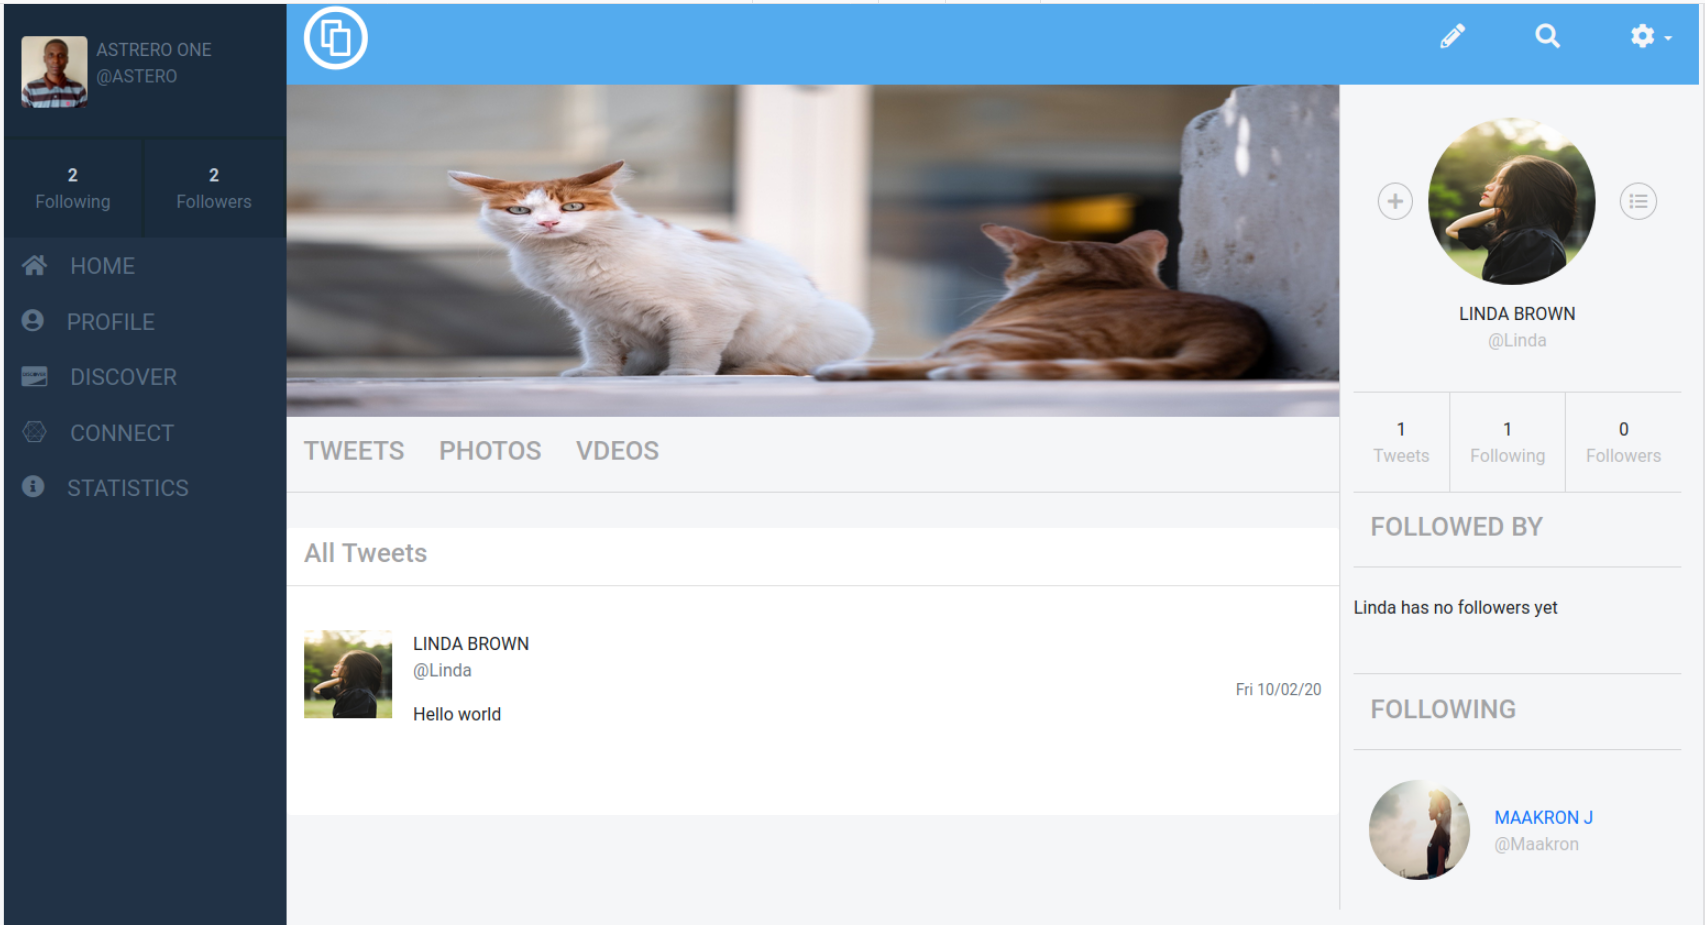 ASTRERO ONE
@ASTERO
2
Following
2
Followers
HOME
PROFILE
DISCOVER
CONNECT
STATISTICS
TWEETS PHOTOS VDEOS
All Tweets
LINDA BROWN
@Linda
Hello world
Fri 10/02/20
LINDA BROWN
@Linda
1
Tweets
1
Following
0
Followers
FOLLOWED BY
Linda has no followers yet
FOLLOWING
MAAKRON J
@Maakron